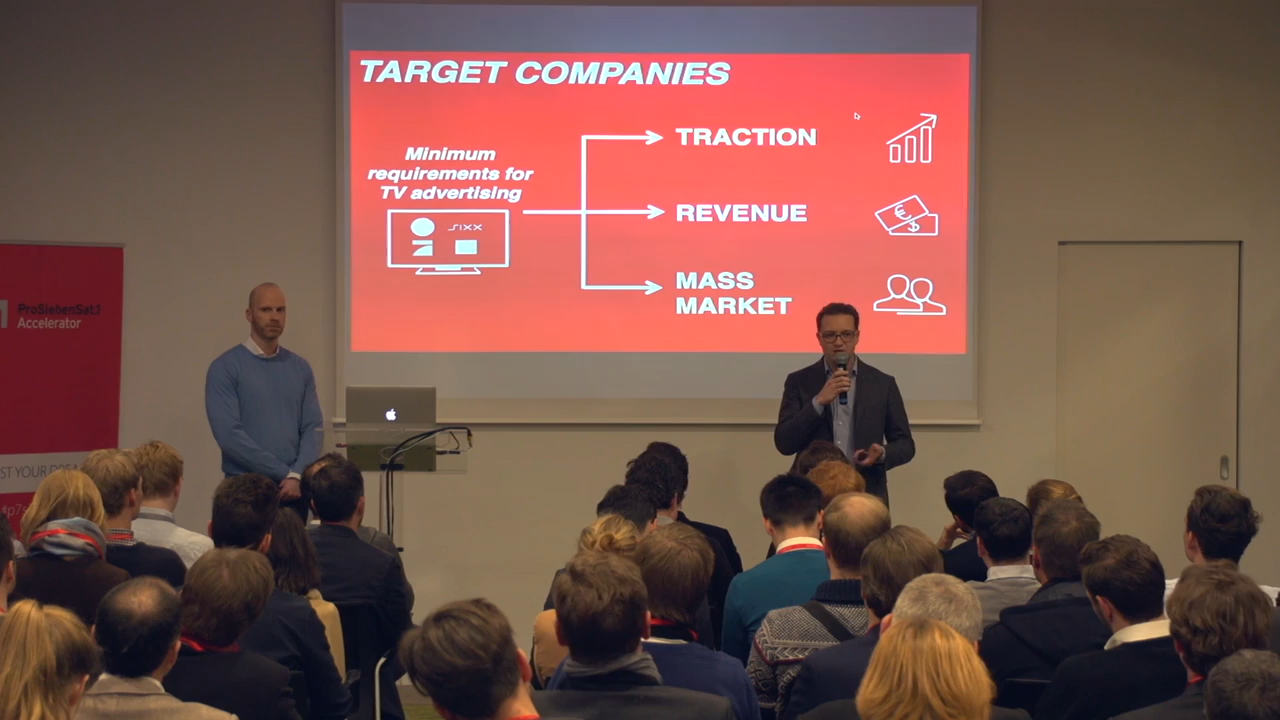 TARGET COMPANIES
Minimum
requirements for
TV advertising
sixx
TRACTION
REVENUE
€
$
MASS
MARKET
ProSiebenSat.1
Accelerator